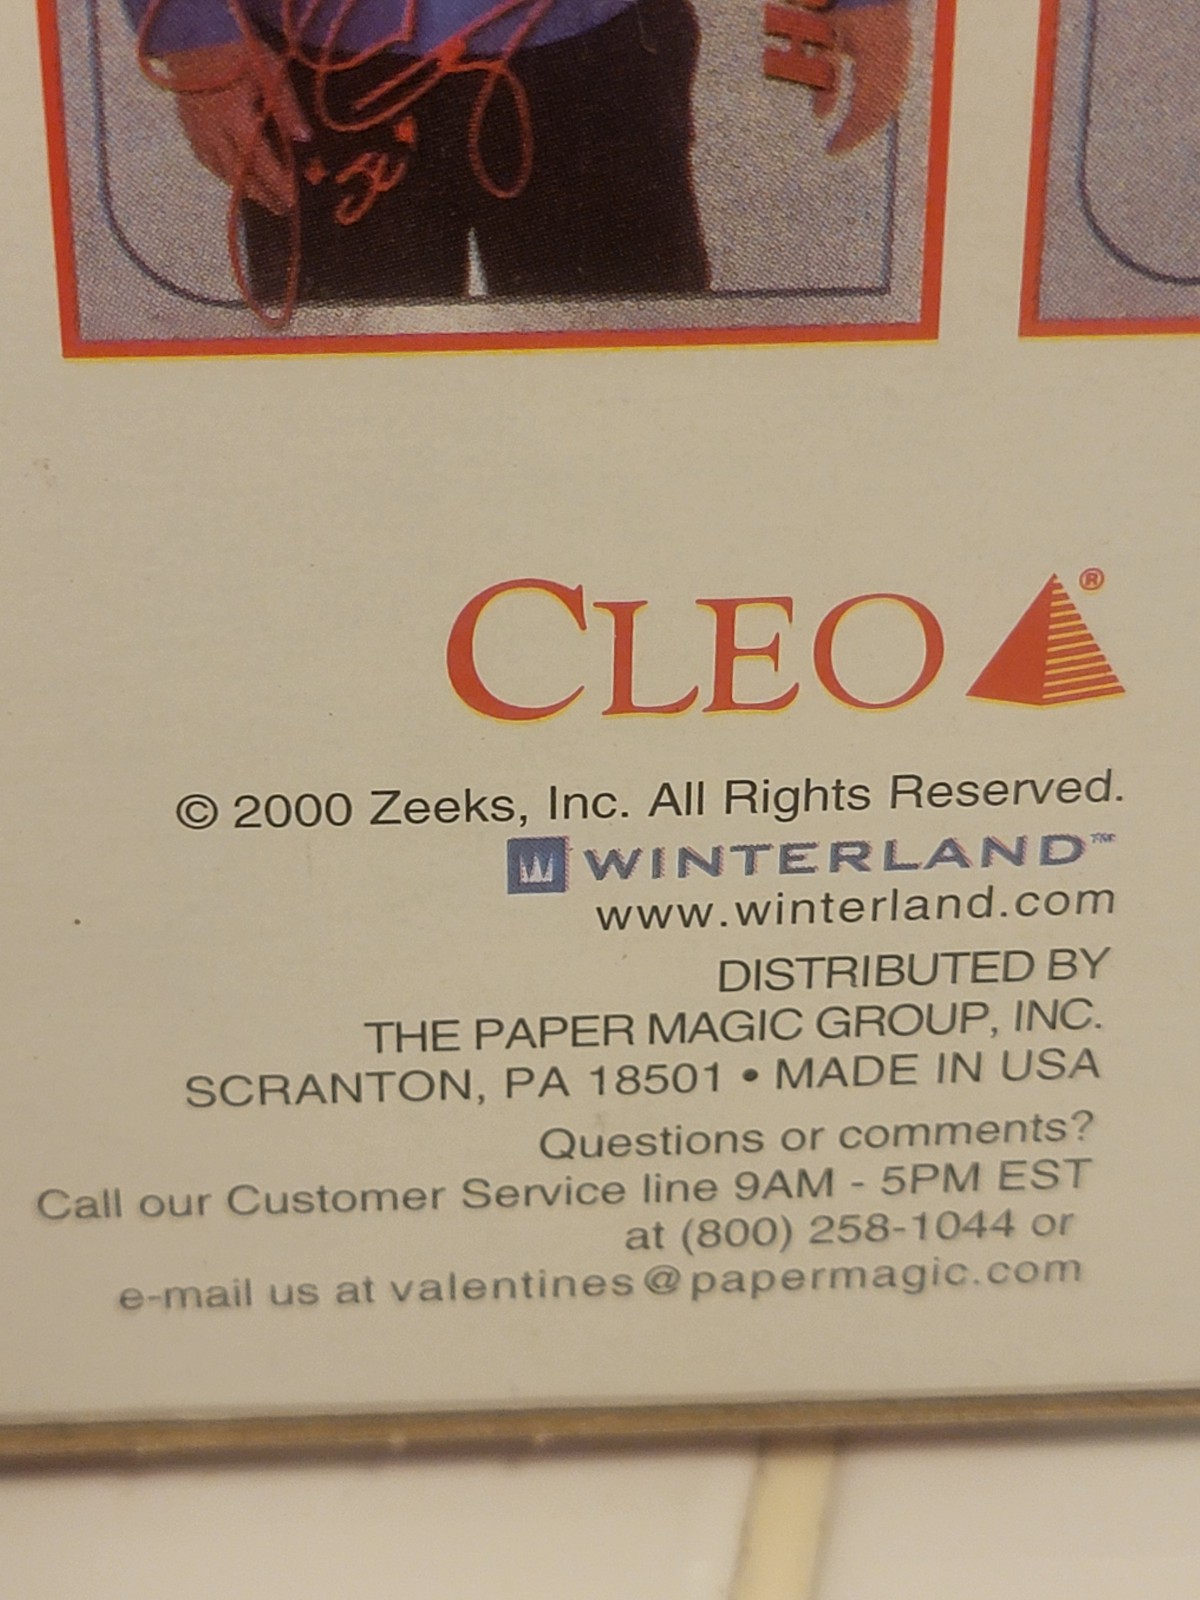 CLEO ®
© 2000 Zeeks, Inc. All Rights Reserved.
W WINTERLAND™
www.winterland.com
DISTRIBUTED BY
THE PAPER MAGIC GROUP, INC.
SCRANTON, PA 18501 • MADE IN USA
Questions or comments?
Call our Customer Service line 9AM - 5PM EST
at (800) 258-1044 or
e-mail us at valentines@papermagic.com